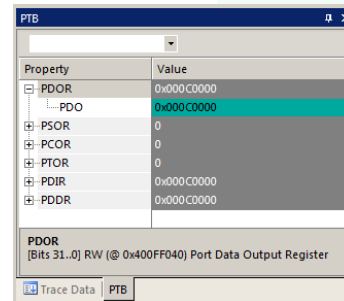 PTB
Property Value
PDOR 0x000C0000
PDO 0x000C0000
PSOR 0
PCOR 0
PTOR 0
PDIR 0x000C0000
PDDR 0x000C0000
PDOR
[Bits 31..0] RW (@ 0x400FF040) Port Data Output Register
Trace Data PTB